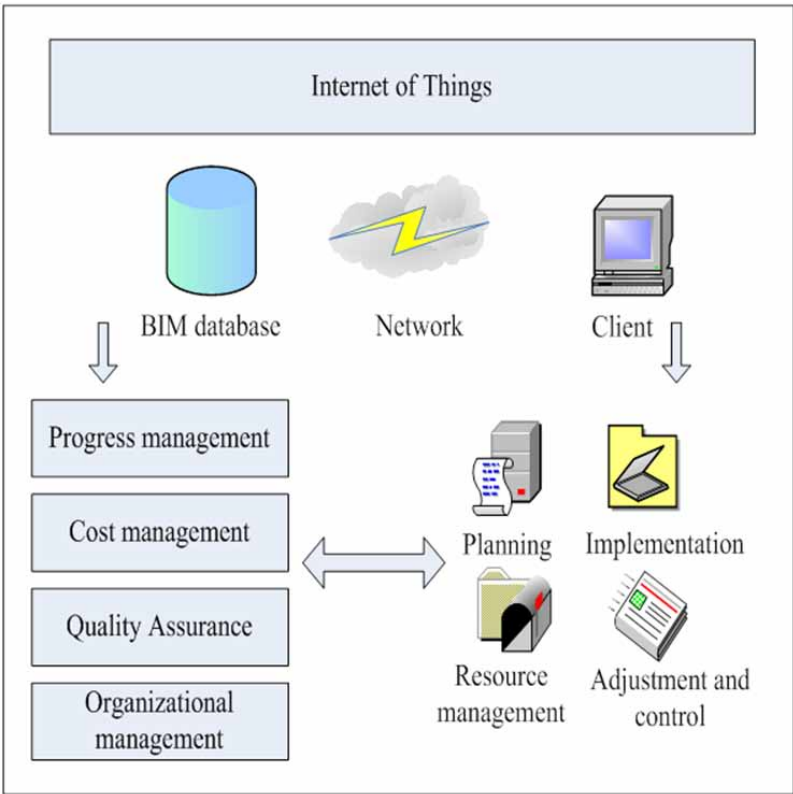 Internet of Things
BIM database
Network
Client
Progress management
Cost management
Quality Assurance
Organizational
management
Planning
Implementation
Resource
management
Adjustment and
control